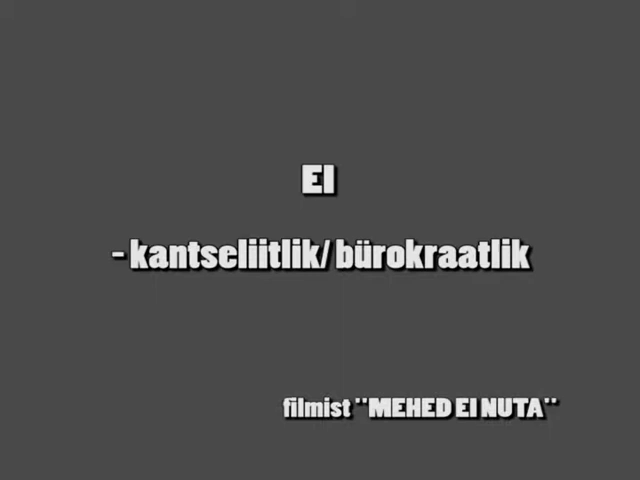 EI
- kantseliitlik/ bürokraatlik
filmist "MEHED EI NUTA"